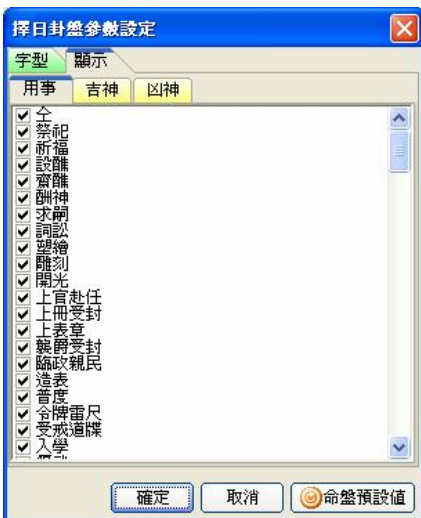 擇日卦盤參數設定
字型 顯示
用事 吉神 凶神
仝
祭祀
祈福
設醮
齋醮
酬神
求嗣
詞訟
塑繪
雕刻
開光
上官赴任
上冊受封
上表章
襲爵受封
臨政親民
造表
普度
令牌雷尺
受戒道牒
入學
確定 取消 命盤預設值